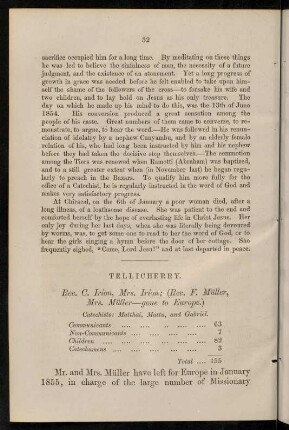 32
sacrifice occupied him for a long time. By meditating on these things
he was led to believe the sinfulness of men, the necessity of a future
judgment, and the existence of an atonement. Yet a long progress of
growth in grace was needed before he felt enabled to take upon him-
self the shame of the followers of the cross—to forsake his wife and
two children, and to lay hold on Jesus as his only treasure. The
day on which he made up his mind to do this, was the 13th of June
1854. His conversion produced a great sensation among the
people of his caste. Great numbers of them came to converse, to re-
monstrate, to argue, to hear the word.—He was followed in his renun-
ciation of idolatry by a nephew Cunyambu, and by an elderly female
relation of his, who had long been instructed by him and his nephew
before they had taken the decisive step themselves.—The commotion
among the Tiers was renewed when Ramotti (Abraham) was baptized,
and to a still greater extent when (in November last) he began regu-
larly to preach in the Bazars. To qualify him more fully for the
office of a Catechist, he is regularly instructed in the word of God and
makes very satisfactory progress.
At Chiracal, on the 6th of January a poor woman died, after a
long illness, of a loathsome disease. She was patient to the end and
comforted herself by the hope of everlasting life in Christ Jesus. Her
only joy during her last days, when she was literally being devoured
by worms, was to get some one to read to her the word of God, or to
hear the girls singing a hymn before the door of her cottage. She
frequently sighed, "Come, Lord Jesu!" and at last departed in peace.
TELLICHERRY.
Rev. C. Irion, Mrs. Irion; (Rev. F. Müller,
Mrs. Müller—gone to Europe.)
Catechists: Matthai, Mattu, and Gabriel.
Communicants .... .... .... .... 63
Non-Communicants .... .... .... 7
Children .... .... .... .... 82
Catechumens .... .... .... .... 3
Total .... 155
Mr. and Mrs. Müller have left for Europe in January
1855, in charge of the large number of Missionary